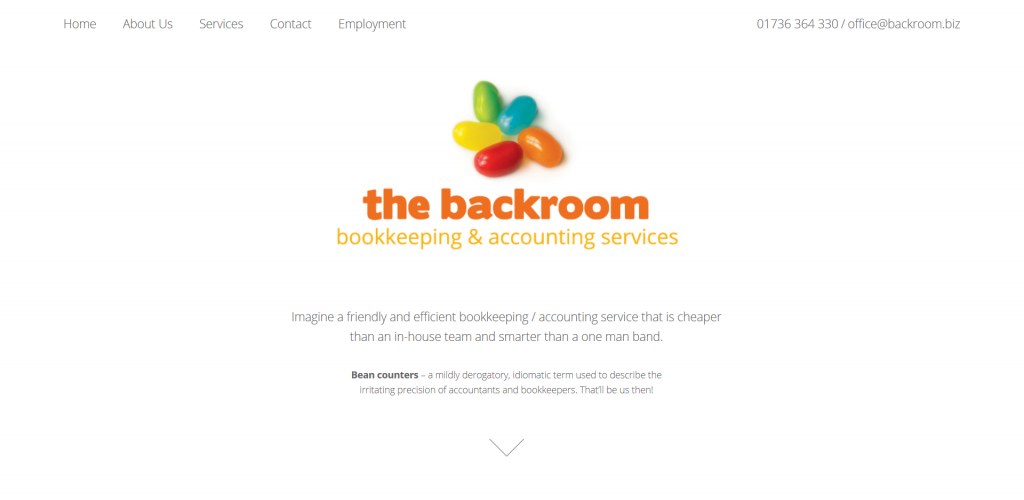 Home About Us Services Contact Employment 01736 364 330 / office@backroom.biz
the backroom
bookkeeping & accounting services
Imagine a friendly and efficient bookkeeping / accounting service that is cheaper
than an in-house team and smarter than a one man band.
Bean counters – a mildly derogatory, idiomatic term used to describe the
irritating precision of accountants and bookkeepers. That'll be us then!